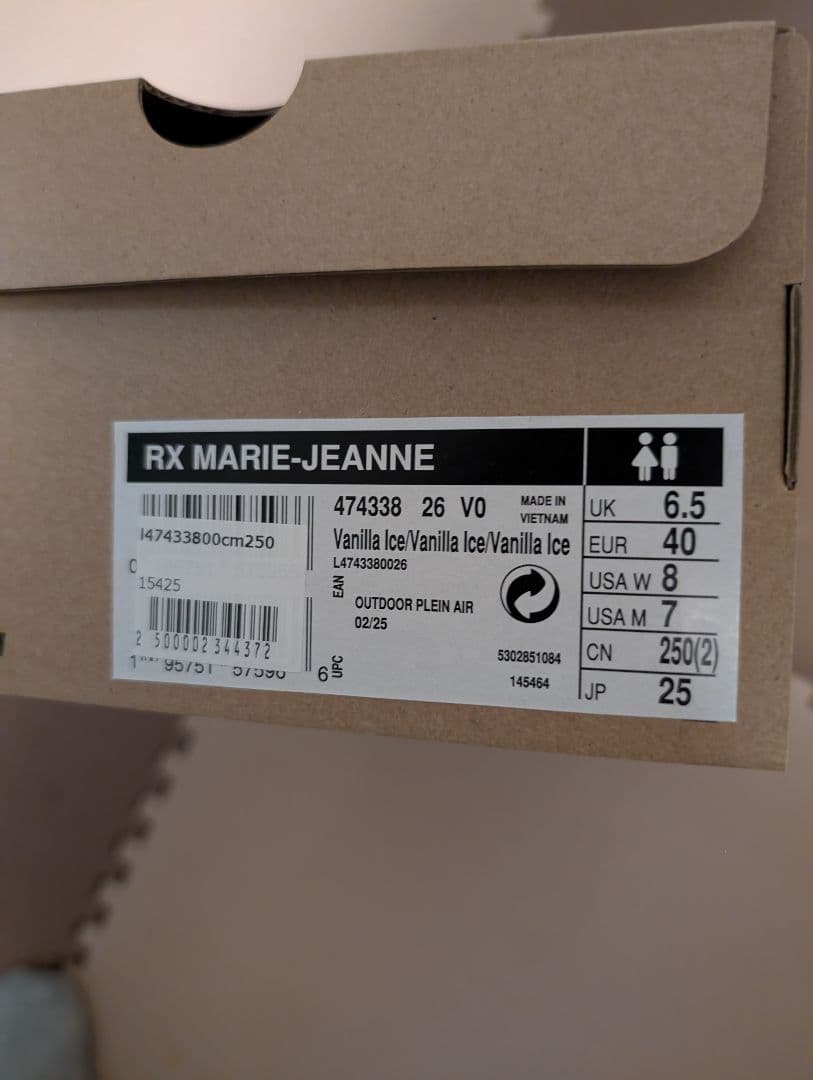 RX MARIE-JEANNE
474338 26 V0
MADE IN
VIETNAM
Vanilla Ice/Vanilla Ice/Vanilla Ice
L4743380026
EAN
OUTDOOR PLEIN AIR
02/25
5302851084
145464
l47433800cm250
15425
2 500002 344372
6
UPC
UK 6.5
EUR 40
USA W 8
USA M 7
CN 250(2)
JP 25